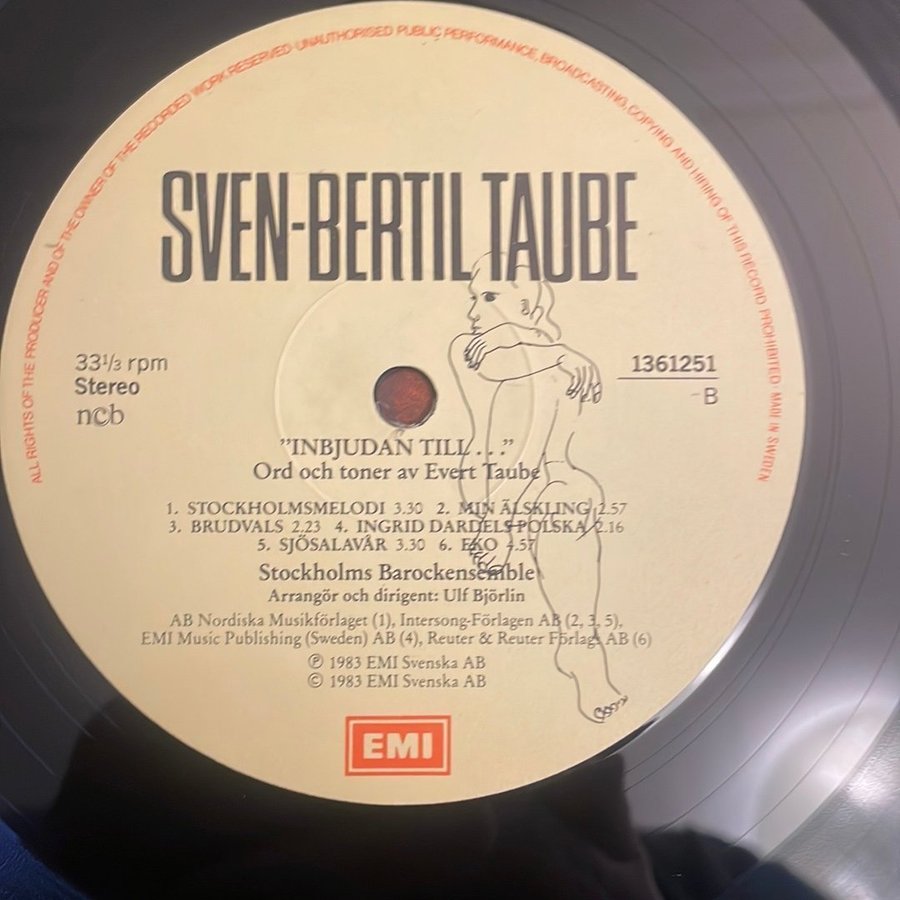 ALL RIGHTS OF THE PRODUCER AND OF THE OWNER OF THE RECORDED WORK RESERVED · UNAUTHORISED PUBLIC PERFORMANCE, BROADCASTING, COPYING AND HIRING OF THIS RECORD PROHIBITED · MADE IN SWEDEN
SVEN-BERTIL TAUBE
33 1/3 rpm
Stereo
ncb
1361251
-B
”INBJUDAN TILL...”
Ord och toner av Evert Taube
1. STOCKHOLMSMELODI 3.30 2. MIN ÄLSKLING 2.57
3. BRUDVALS 2.23 4. INGRID DARDELS POLSKA 2.16
5. SJÖSALAVÅR 3.30 6. EKO 4.57
Stockholms Barockensemble
Arrangör och dirigent: Ulf Björlin
AB Nordiska Musikförlaget (1), Intersong-Förlagen AB (2, 3, 5),
EMI Music Publishing (Sweden) AB (4), Reuter & Reuter Förlags AB (6)
℗ 1983 EMI Svenska AB
© 1983 EMI Svenska AB
EMI